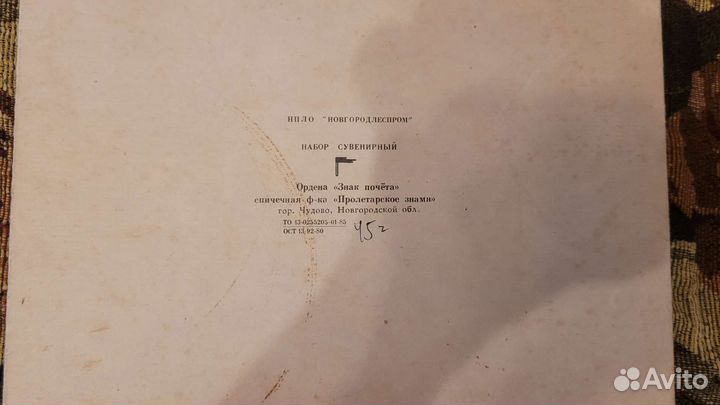 НПЛО "НОВГОРОДЛЕСПРОМ"
НАБОР СУВЕНИРНЫЙ
Ордена «Знак почёта»
спичечная ф-ка «Пролетарское знамя»
гор. Чудово, Новгородской обл.
ТО 13-0255205-01-85
ОСТ 13-92-80
45 г
Avito